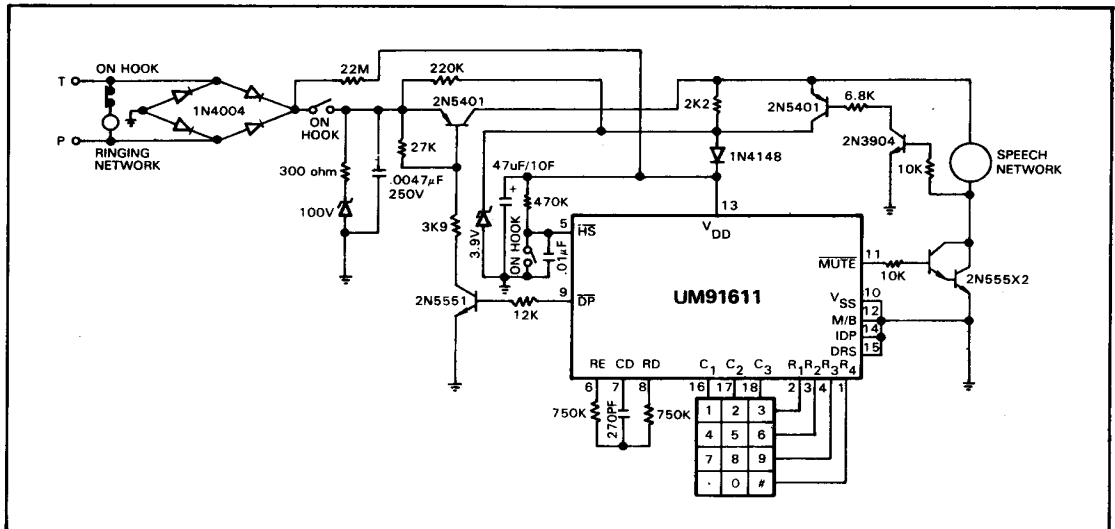 T
ON HOOK
P
RINGING
NETWORK
1N4004
22M
ON
HOOK
220K
2N5401
27K
300 ohm
.0047μF
250V
100V
3K9
47uF/10F
+
470K
3.9V
ON HOOK
.01μF
2N5551
12K
2K2
1N4148
2N5401
6.8K
2N3904
10K
SPEECH
NETWORK
10K
2N555X2
13
VDD
5
HS
9
DP
UM91611
MUTE
11
VSS
10
M/B
12
IDP
14
DRS
15
RE CD RD C1 C2 C3 R1 R2 R3 R4
6 7 8 16 17 18 2 3 4 1
750K
270PF
750K
1 2 3
4 5 6
7 8 9
. 0 #